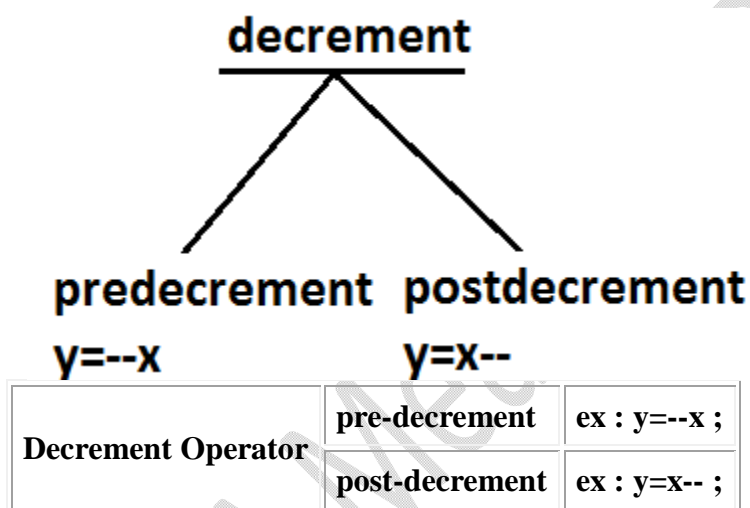 decrement
predecrement postdecrement
y=--x y=x--
Decrement Operator
pre-decrement ex : y=--x ;
post-decrement ex : y=x-- ;